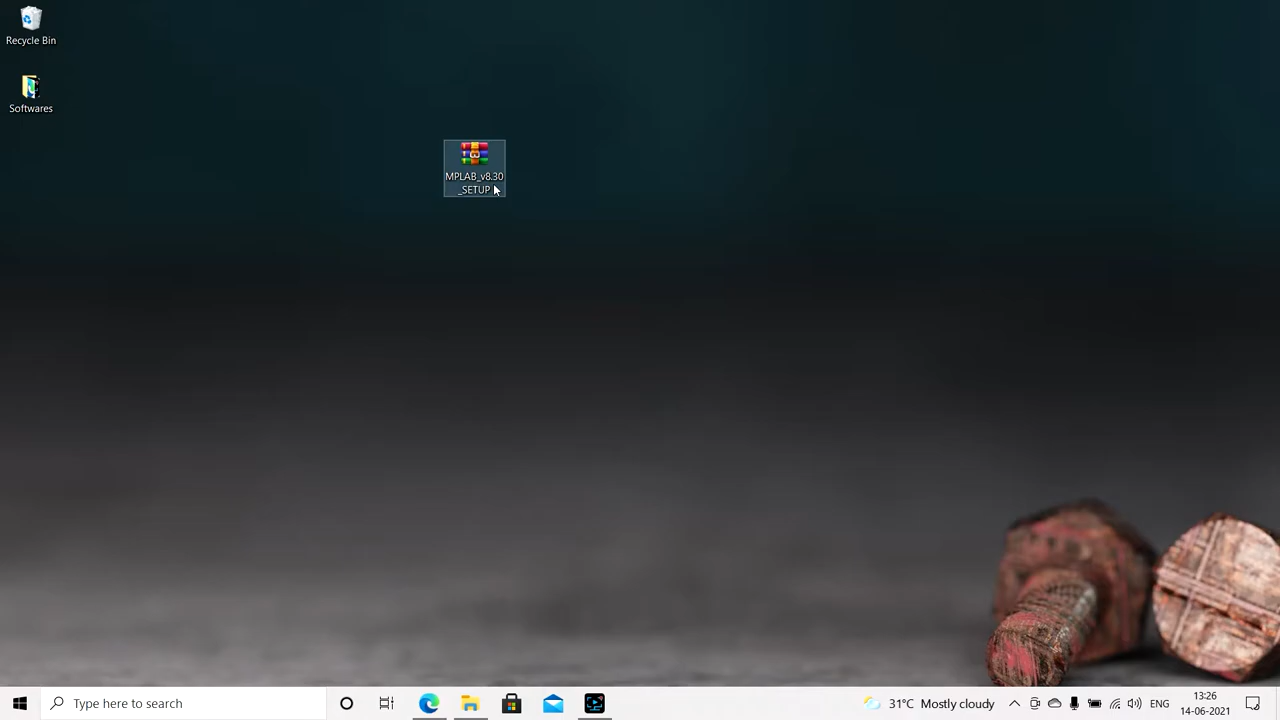 Recycle Bin
Softwares
MPLAB_v8.30
_SETUP
Type here to search
31°C Mostly cloudy
ENG
13:26
14-06-2021